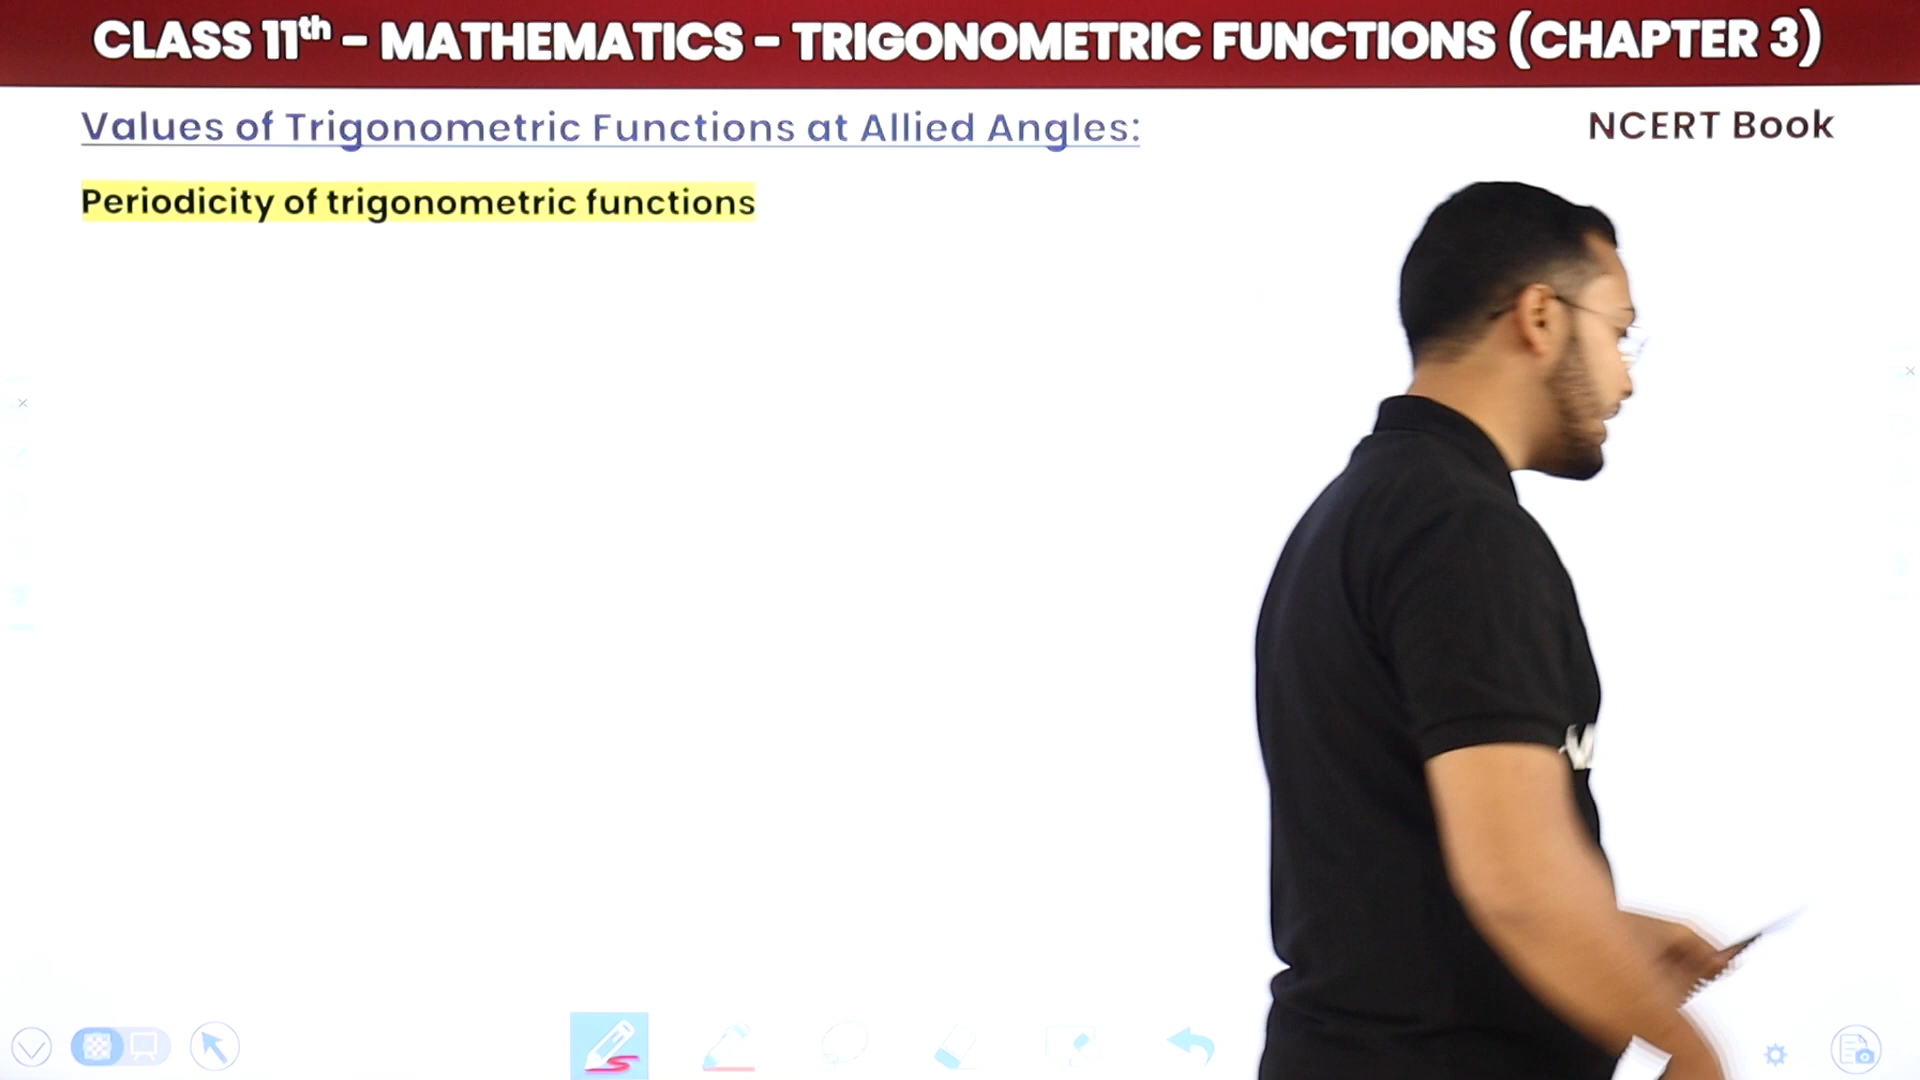 CLASS 11th - MATHEMATICS - TRIGONOMETRIC FUNCTIONS (CHAPTER 3)
Values of Trigonometric Functions at Allied Angles:
NCERT Book
Periodicity of trigonometric functions